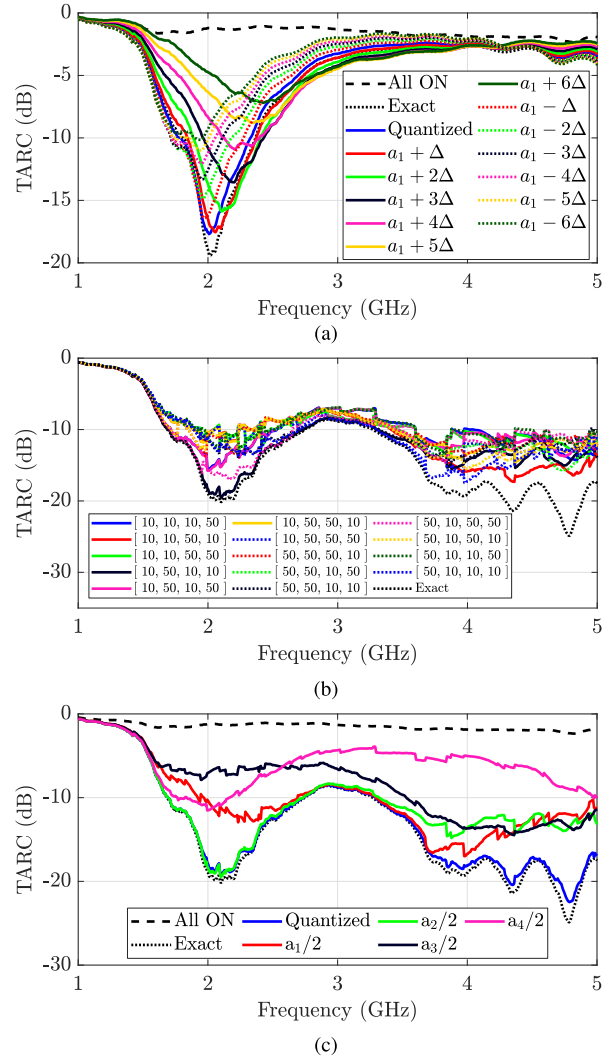 0
-5
-10
-15
-20
TARC (dB)
All ON
Exact
Quantized
a₁ + Δ
a₁ + 2Δ
a₁ + 3Δ
a₁ + 4Δ
a₁ + 5Δ
a₁ + 6Δ
a₁ − Δ
a₁ − 2Δ
a₁ − 3Δ
a₁ − 4Δ
a₁ − 5Δ
a₁ − 6Δ
1 2 3 4 5
Frequency (GHz)
(a)
0
-10
-20
-30
TARC (dB)
[ 10, 10, 10, 50] [ 10, 50, 50, 10 ] [ 50, 10, 50, 50 ]
[ 10, 10, 50, 10 ] [ 50, 50, 50, 50 ] [ 50, 10, 50, 10 ]
[ 10, 10, 50, 50 ] [ 50, 50, 50, 10 ] [ 50, 10, 10, 50 ]
[ 10, 50, 10, 10 ] [ 50, 50, 10, 50 ] [ 50, 10, 10, 10 ]
[ 10, 50, 10, 50 ] [ 50, 50, 10, 10 ] Exact
1 2 3 4 5
Frequency (GHz)
(b)
0
-10
-20
-30
TARC (dB)
All ON Quantized a₂/2 a₄/2
Exact a₁/2 a₃/2
1 2 3 4 5
Frequency (GHz)
(c)